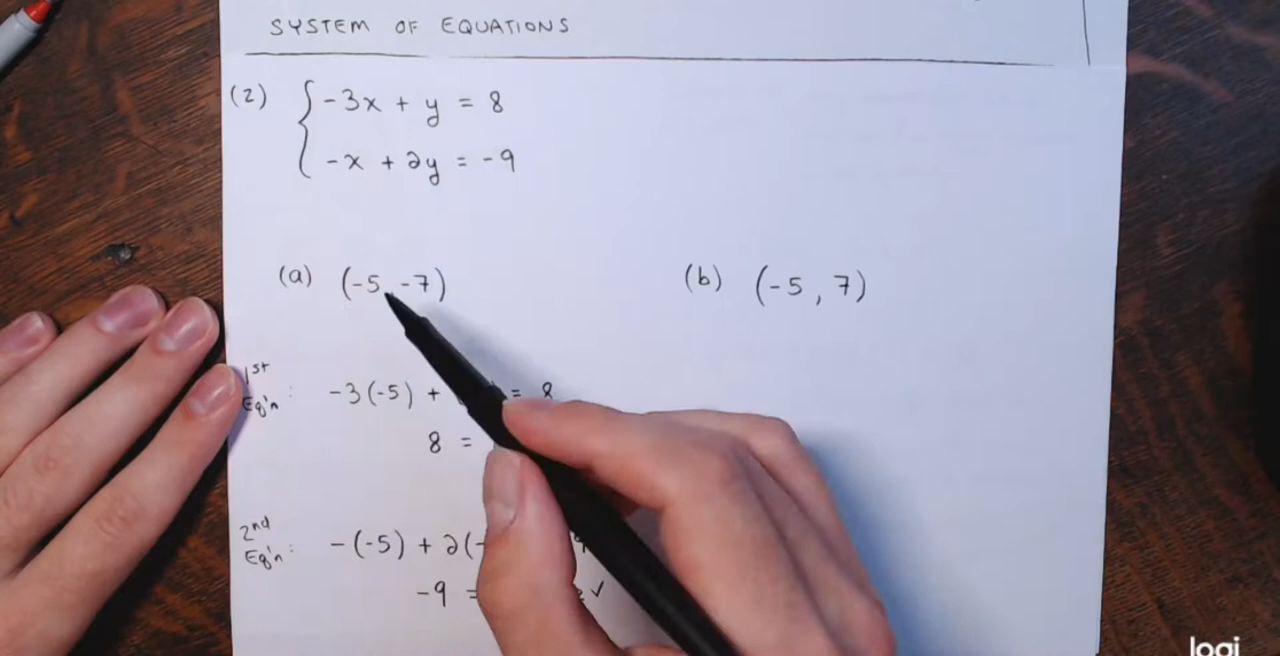 SYSTEM OF EQUATIONS
(2) { -3x + y = 8
-x + 2y = -9
(a) (-5, -7)
(b) (-5, 7)
1st Eq'n: -3(-5) + = 8
8 =
2nd Eq'n: -(-5) + 2(-
-9 = ✓
logi